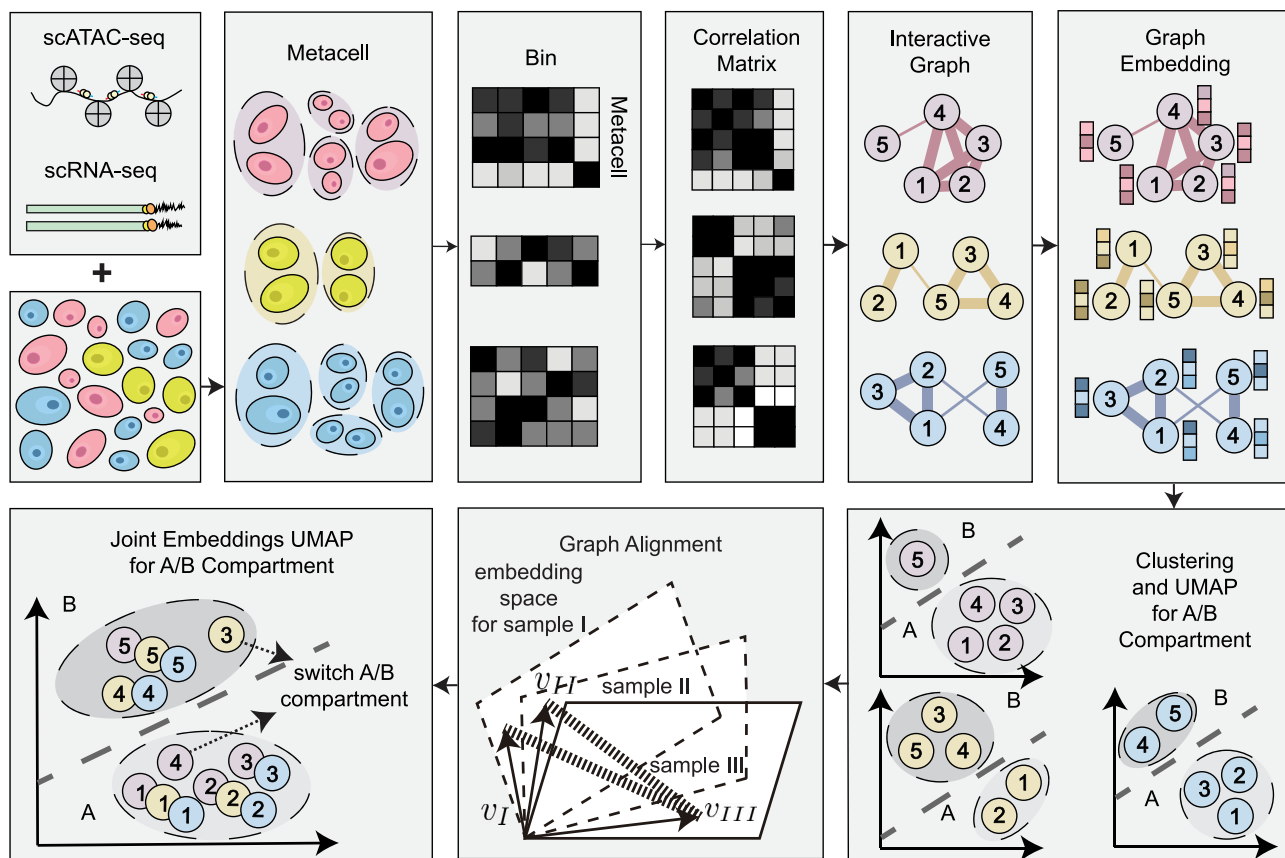 scATAC-seq
scRNA-seq
+
Metacell
Bin
Metacell
Correlation
Matrix
Interactive
Graph
4
5
3
1
2
1
3
2
5
4
2
5
3
1
4
Graph
Embedding
4
5
3
1
2
1
3
2
5
4
2
5
3
1
4
Joint Embeddings UMAP
for A/B Compartment
B
3
5
5
5
4
4
switch A/B
compartment
4
3
3
1
2
1
2
2
1
A
Graph Alignment
embedding
space
for sample I
sample II
sample III
v_I
v_II
v_III
Clustering
and UMAP
for A/B
Compartment
B
5
A
4
3
1
2
B
3
5
4
A
1
2
B
5
4
A
3
2
1